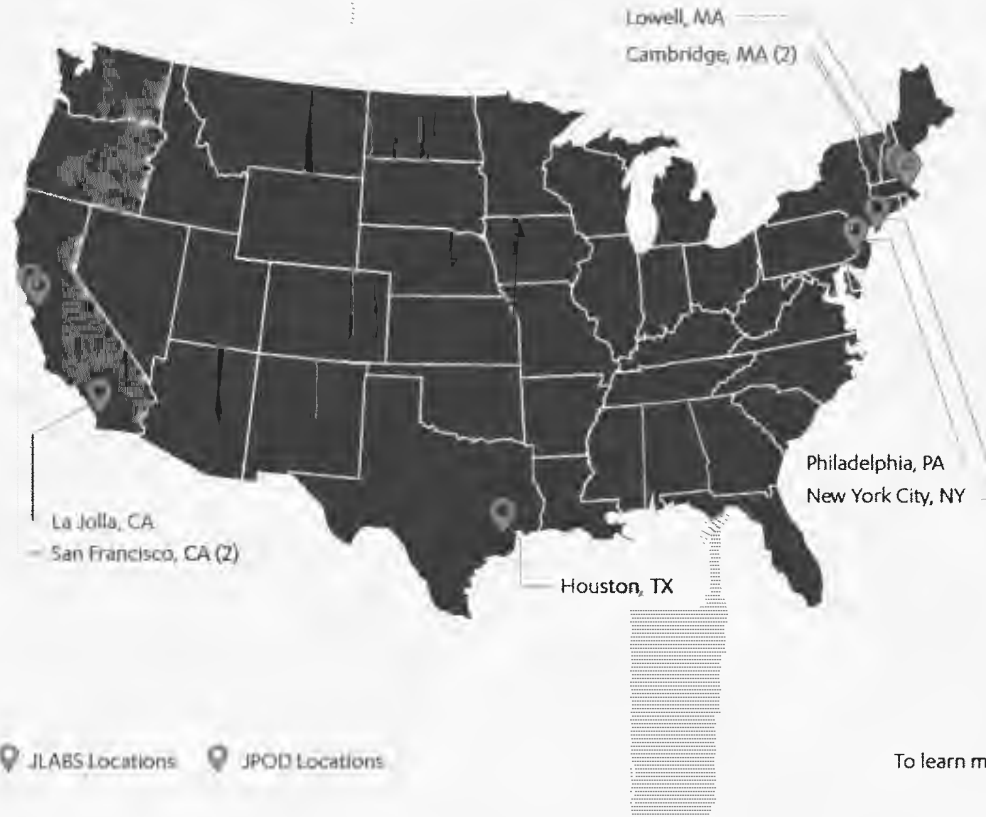 Lowell, MA
Cambridge, MA (2)
Philadelphia, PA
New York City, NY
La Jolla, CA
San Francisco, CA (2)
Houston, TX
JLABS Locations JPOD Locations
To learn m